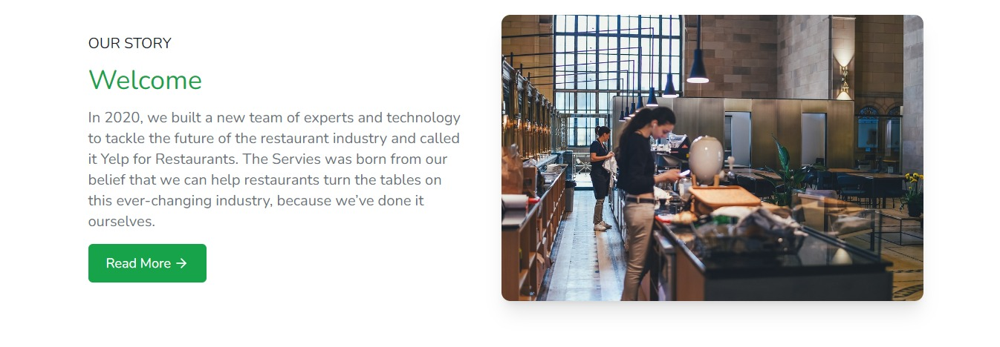 OUR STORY
Welcome
In 2020, we built a new team of experts and technology
to tackle the future of the restaurant industry and called
it Yelp for Restaurants. The Servies was born from our
belief that we can help restaurants turn the tables on
this ever-changing industry, because we’ve done it
ourselves.
Read More →